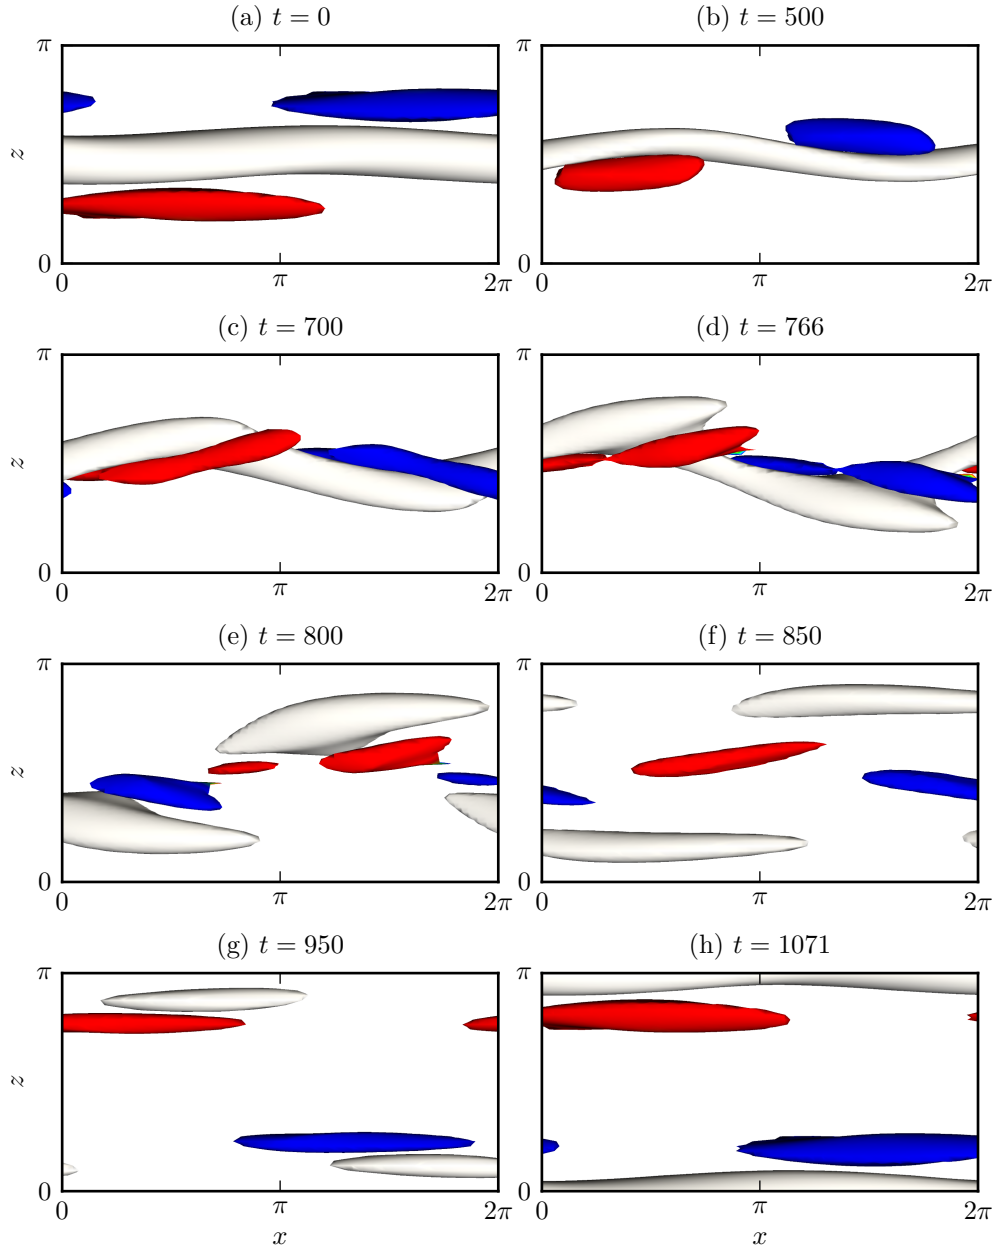 (a) t = 0
(b) t = 500
π
π
z
0
0
0
π
2π
0
π
2π
(c) t = 700
(d) t = 766
π
π
z
0
0
0
π
2π
0
π
2π
(e) t = 800
(f) t = 850
π
π
z
0
0
0
π
2π
0
π
2π
(g) t = 950
(h) t = 1071
π
π
z
0
0
0
π
2π
0
π
2π
x
x